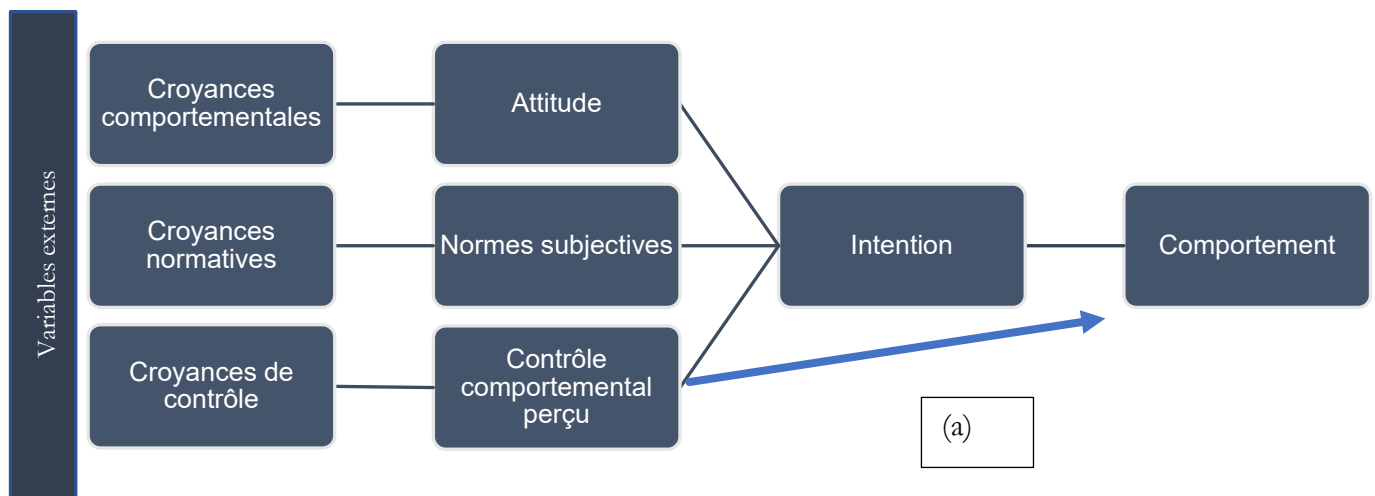 Variables externes
Croyances
comportementales
Attitude
Croyances
normatives
Normes subjectives
Intention
Comportement
Croyances de
contrôle
Contrôle
comportemental
perçu
(a)